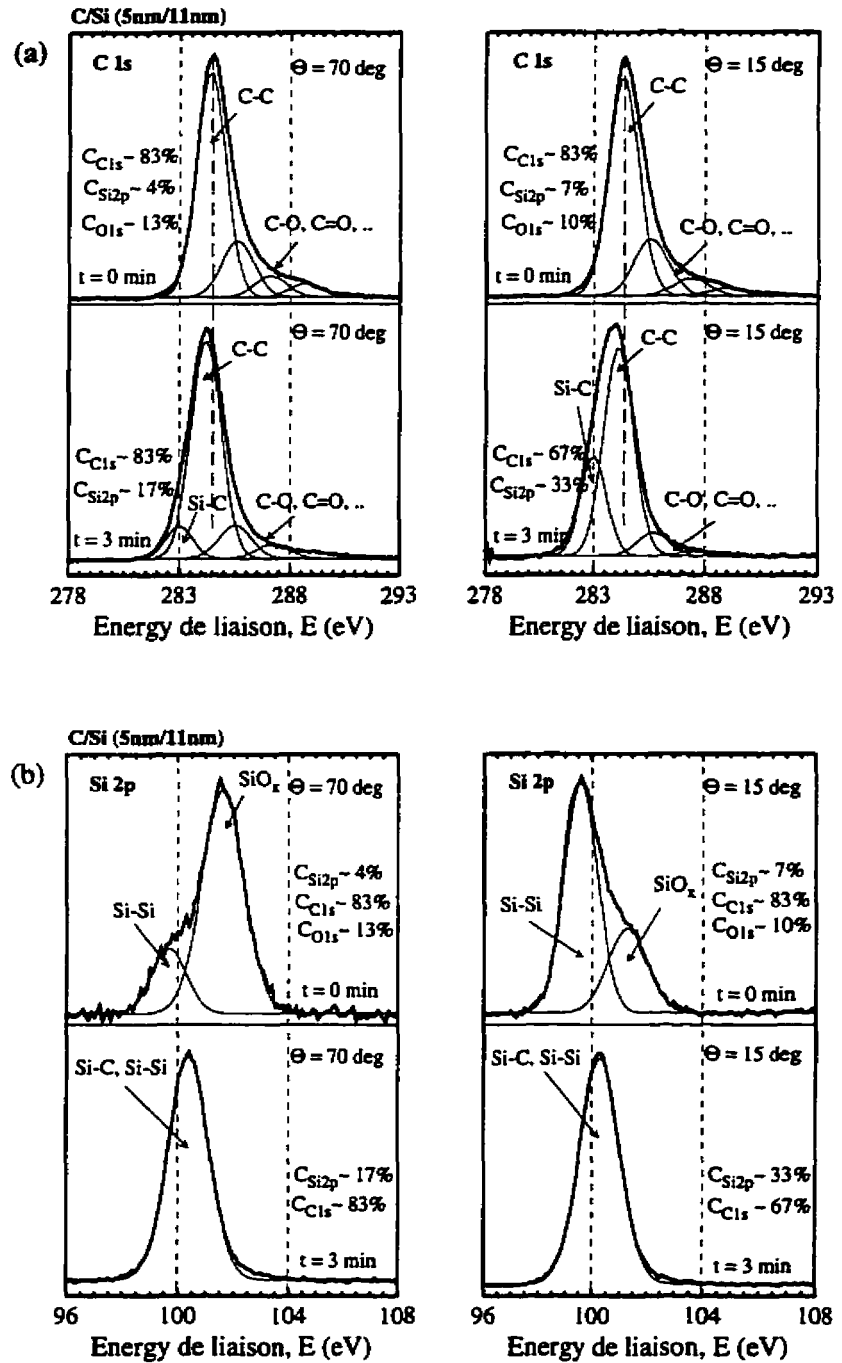 C/Si (5nm/11nm)
(a)
C 1s
Θ = 70 deg
C-C
C_C1s ~ 83%
C_Si2p ~ 4%
C_O1s ~ 13%
C-O, C=O, ..
t = 0 min
Θ = 70 deg
C-C
C_C1s ~ 83%
C_Si2p ~ 17%
Si-C
C-O, C=O, ..
t = 3 min
278 283 288 293
Energy de liaison, E (eV)
C 1s
Θ = 15 deg
C-C
C_C1s ~ 83%
C_Si2p ~ 7%
C_O1s ~ 10%
C-O, C=O, ..
t = 0 min
Θ = 15 deg
C-C
Si-C
C_C1s ~ 67%
C_Si2p ~ 33%
C-O, C=O, ..
t = 3 min
278 283 288 293
Energy de liaison, E (eV)
C/Si (5nm/11nm)
(b)
Si 2p
SiO_x
Θ = 70 deg
C_Si2p ~ 4%
C_C1s ~ 83%
C_O1s ~ 13%
Si-Si
t = 0 min
Θ = 70 deg
Si-C, Si-Si
C_Si2p ~ 17%
C_C1s ~ 83%
t = 3 min
96 100 104 108
Energy de liaison, E (eV)
Si 2p
Θ = 15 deg
C_Si2p ~ 7%
C_C1s ~ 83%
C_O1s ~ 10%
SiO_x
Si-Si
t = 0 min
Θ = 15 deg
Si-C, Si-Si
C_Si2p ~ 33%
C_C1s ~ 67%
t = 3 min
96 100 104 108
Energy de liaison, E (eV)